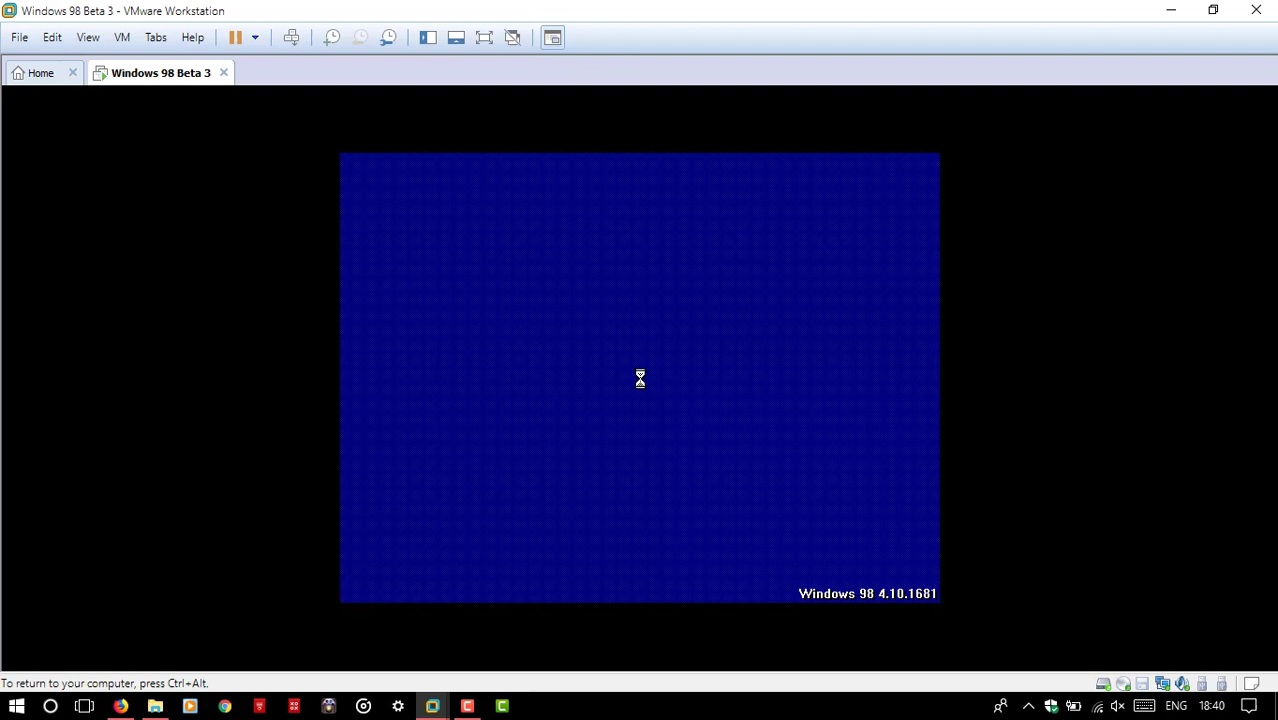 Windows 98 Beta 3 - VMware Workstation
File Edit View VM Tabs Help
Home Windows 98 Beta 3
Windows 98 4.10.1681
To return to your computer, press Ctrl+Alt.
ENG 18:40